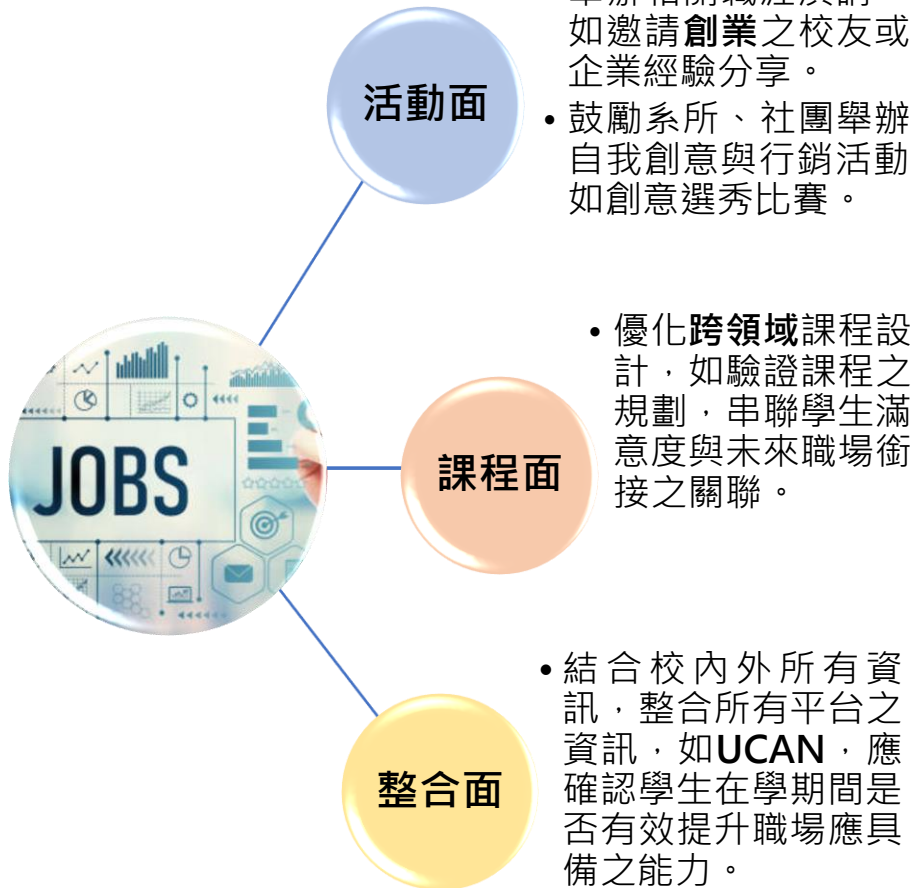 如邀請創業之校友或
企業經驗分享。
• 鼓勵系所、社團舉辦
自我創意與行銷活動
如創意選秀比賽。
活動面
• 優化跨領域課程設
計，如驗證課程之
規劃，串聯學生滿
意度與未來職場銜
接之關聯。
課程面
JOBS
• 結合校內外所有資
訊，整合所有平台之
資訊，如UCAN，應
確認學生在學期間是
否有效提升職場應具
備之能力。
整合面